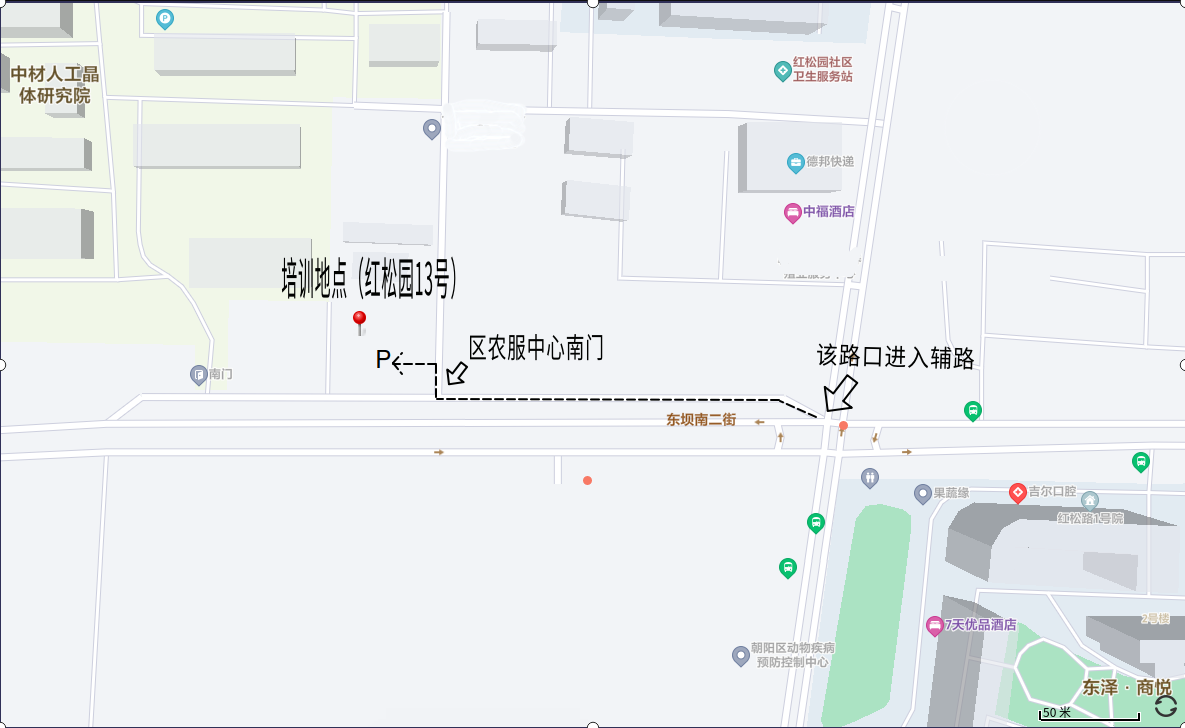 P
红松园社区
卫生服务站
中材人工晶
体研究院
德邦快递
中福酒店
培训地点（红松园13号）
区农服中心南门
P
该路口进入辅路
南门
东坝南二街
果蔬缘
吉尔口腔
红松路1号院
2号楼
7天优品酒店
朝阳区动物疾病
预防控制中心
东泽·商悦
50 米